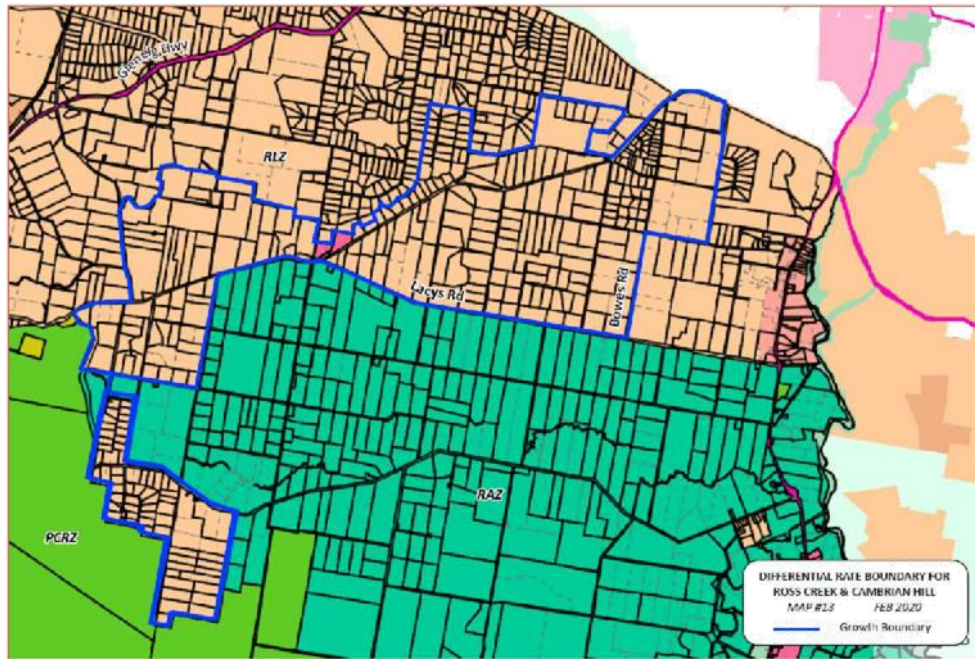 Glenelg Hwy
RLZ
Lacys Rd
Bowes Rd
RAZ
PCRZ
DIFFERENTIAL RATE BOUNDARY FOR
ROSS CREEK & CAMBRIAN HILL
MAP #13 FEB 2020
Growth Boundary